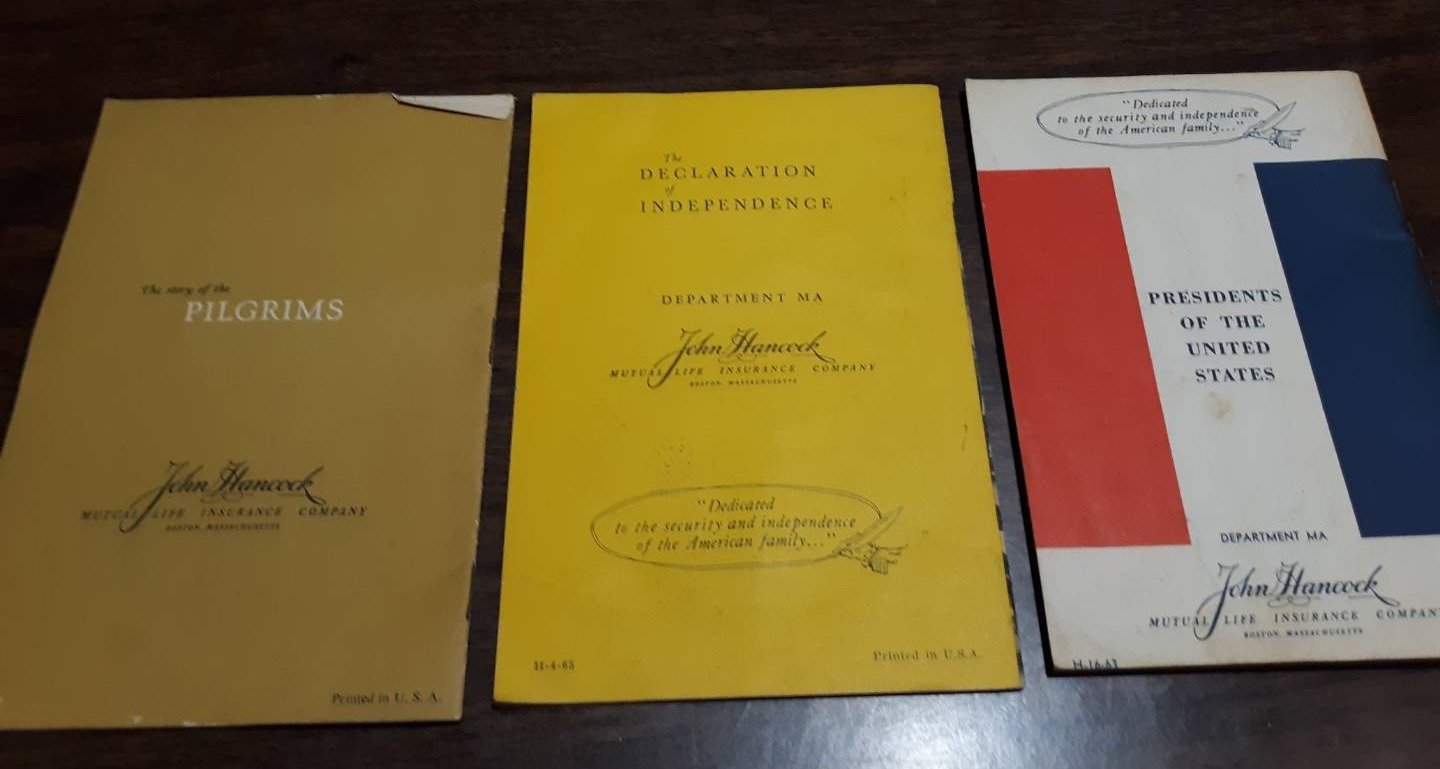 The story of the
PILGRIMS
John Hancock
MUTUAL LIFE INSURANCE COMPANY
BOSTON, MASSACHUSETTS
Printed in U. S. A.
The
DECLARATION
of
INDEPENDENCE
DEPARTMENT MA
John Hancock
MUTUAL LIFE INSURANCE COMPANY
BOSTON, MASSACHUSETTS
"Dedicated
to the security and independence
of the American family..."
H-4-63
Printed in U.S.A.
"Dedicated
to the security and independence
of the American family..."
PRESIDENTS
OF THE
UNITED
STATES
DEPARTMENT MA
John Hancock
MUTUAL LIFE INSURANCE COMPANY
BOSTON, MASSACHUSETTS
H-16-63